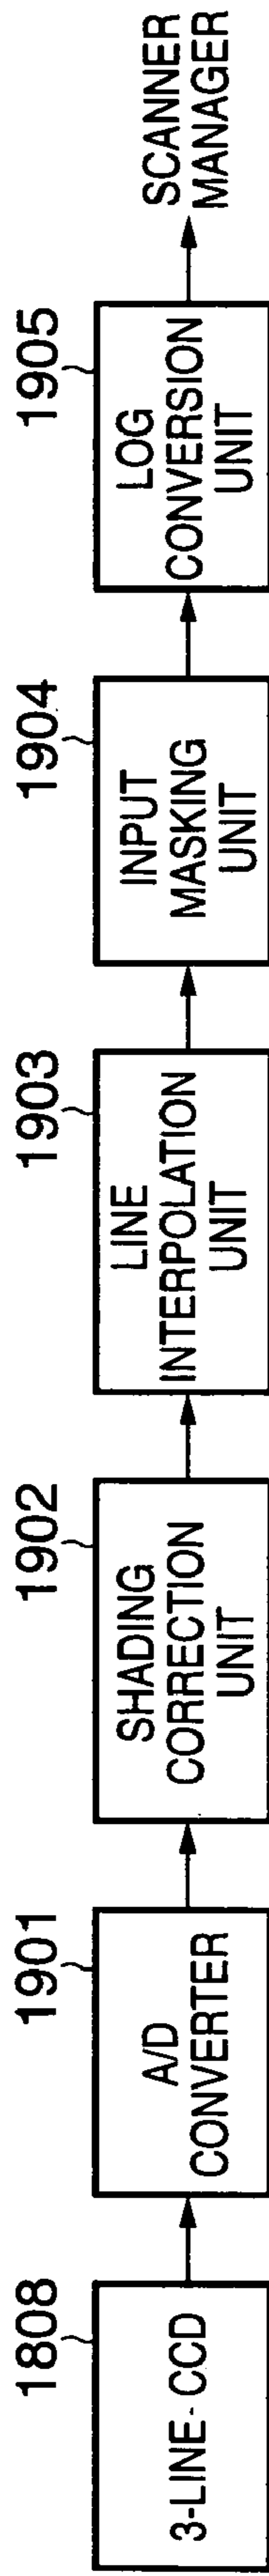 1808
3-LINE-CCD
1901
A/D
CONVERTER
1902
SHADING
CORRECTION
UNIT
1903
LINE
INTERPOLATION
UNIT
1904
INPUT
MASKING
UNIT
1905
LOG
CONVERSION
UNIT
SCANNER
MANAGER